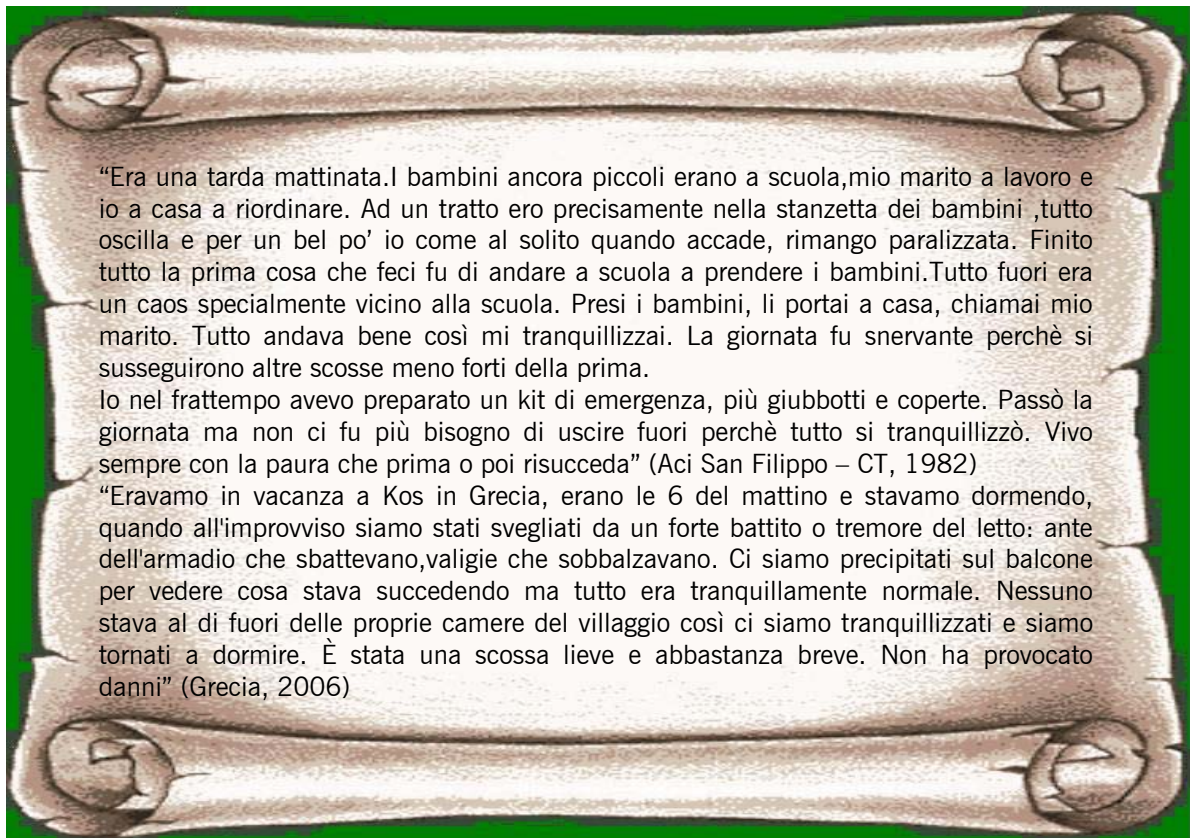 “Era una tarda mattinata.I bambini ancora piccoli erano a scuola,mio marito a lavoro e
io a casa a riordinare. Ad un tratto ero precisamente nella stanzetta dei bambini ,tutto
oscilla e per un bel po’ io come al solito quando accade, rimango paralizzata. Finito
tutto la prima cosa che feci fu di andare a scuola a prendere i bambini.Tutto fuori era
un caos specialmente vicino alla scuola. Presi i bambini, li portai a casa, chiamai mio
marito. Tutto andava bene così mi tranquillizzai. La giornata fu snervante perchè si
susseguirono altre scosse meno forti della prima.
Io nel frattempo avevo preparato un kit di emergenza, più giubbotti e coperte. Passò la
giornata ma non ci fu più bisogno di uscire fuori perchè tutto si tranquillizzò. Vivo
sempre con la paura che prima o poi risucceda” (Aci San Filippo – CT, 1982)
“Eravamo in vacanza a Kos in Grecia, erano le 6 del mattino e stavamo dormendo,
quando all'improvviso siamo stati svegliati da un forte battito o tremore del letto: ante
dell'armadio che sbattevano,valigie che sobbalzavano. Ci siamo precipitati sul balcone
per vedere cosa stava succedendo ma tutto era tranquillamente normale. Nessuno
stava al di fuori delle proprie camere del villaggio così ci siamo tranquillizzati e siamo
tornati a dormire. È stata una scossa lieve e abbastanza breve. Non ha provocato
danni” (Grecia, 2006)